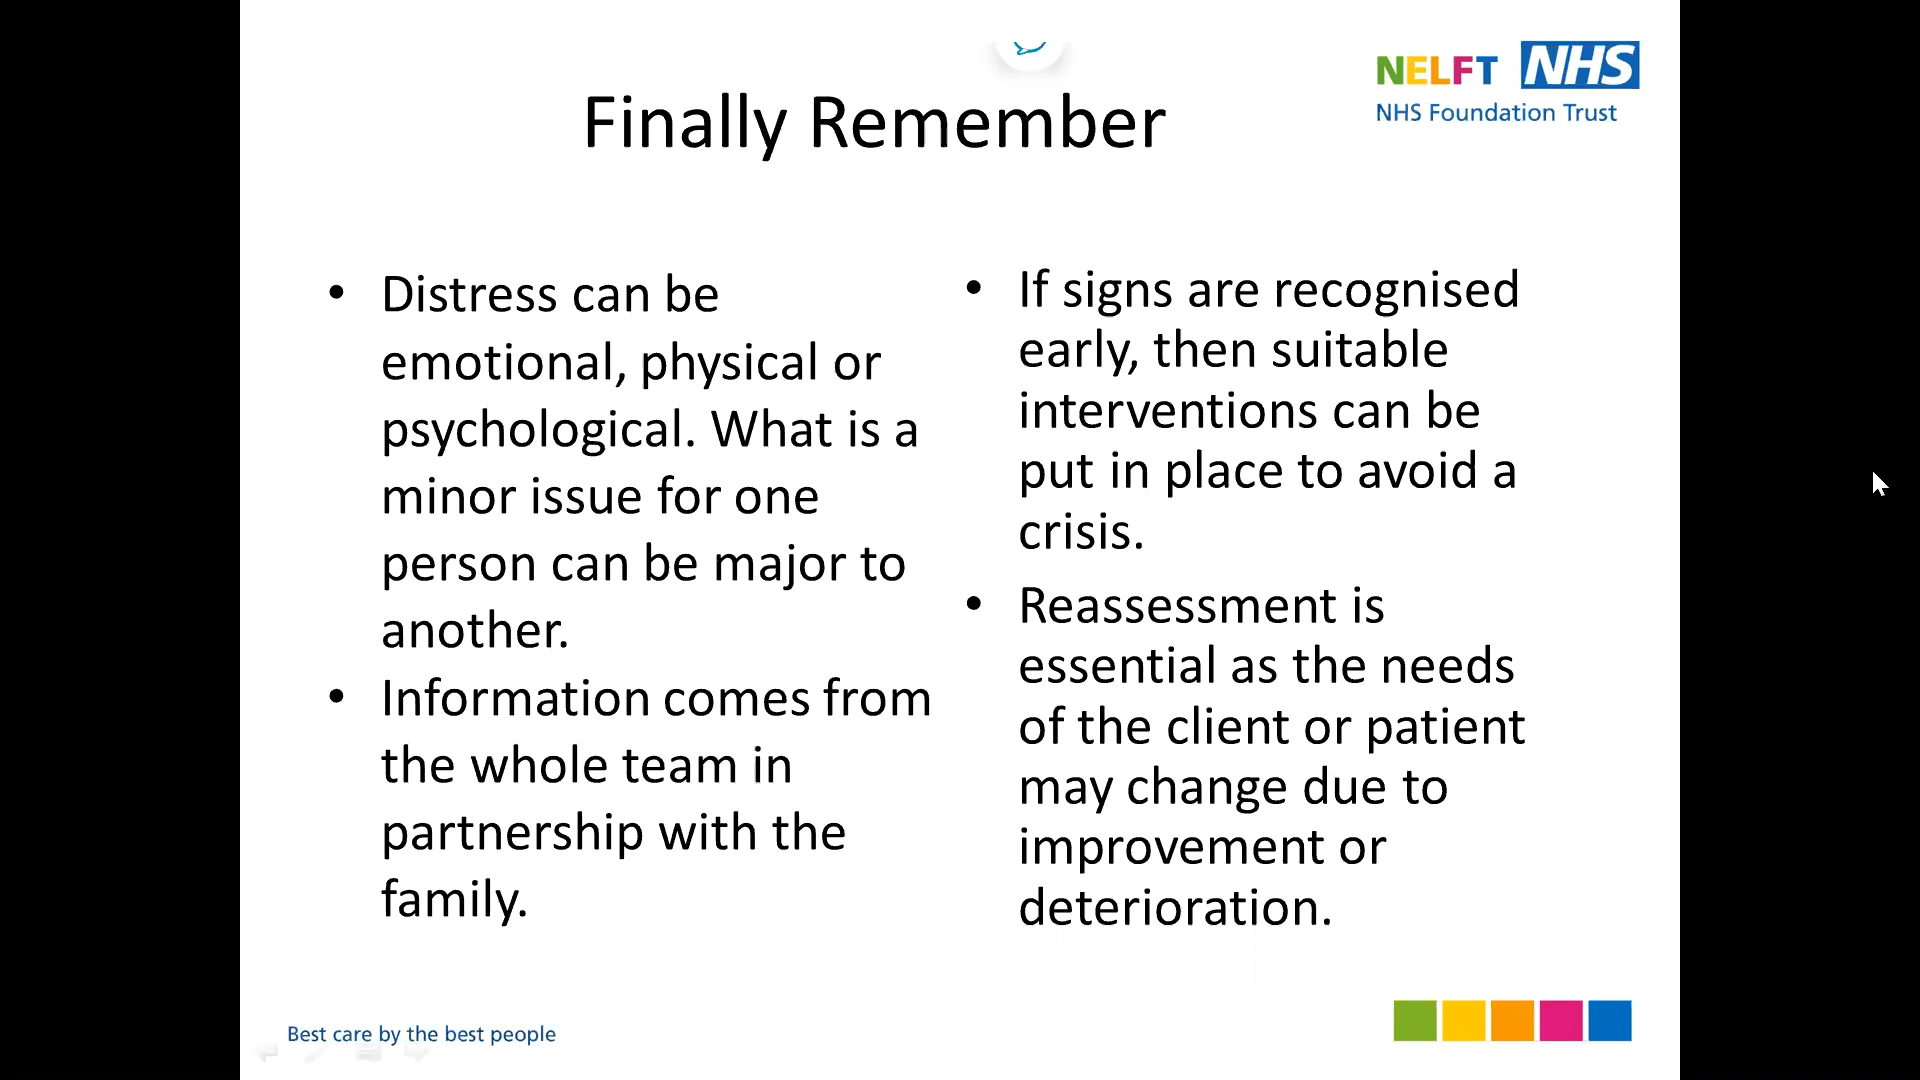 NELFT NHS
NHS Foundation Trust
Finally Remember
• Distress can be
emotional, physical or
psychological. What is a
minor issue for one
person can be major to
another.
• Information comes from
the whole team in
partnership with the
family.
• If signs are recognised
early, then suitable
interventions can be
put in place to avoid a
crisis.
• Reassessment is
essential as the needs
of the client or patient
may change due to
improvement or
deterioration.
Best care by the best people